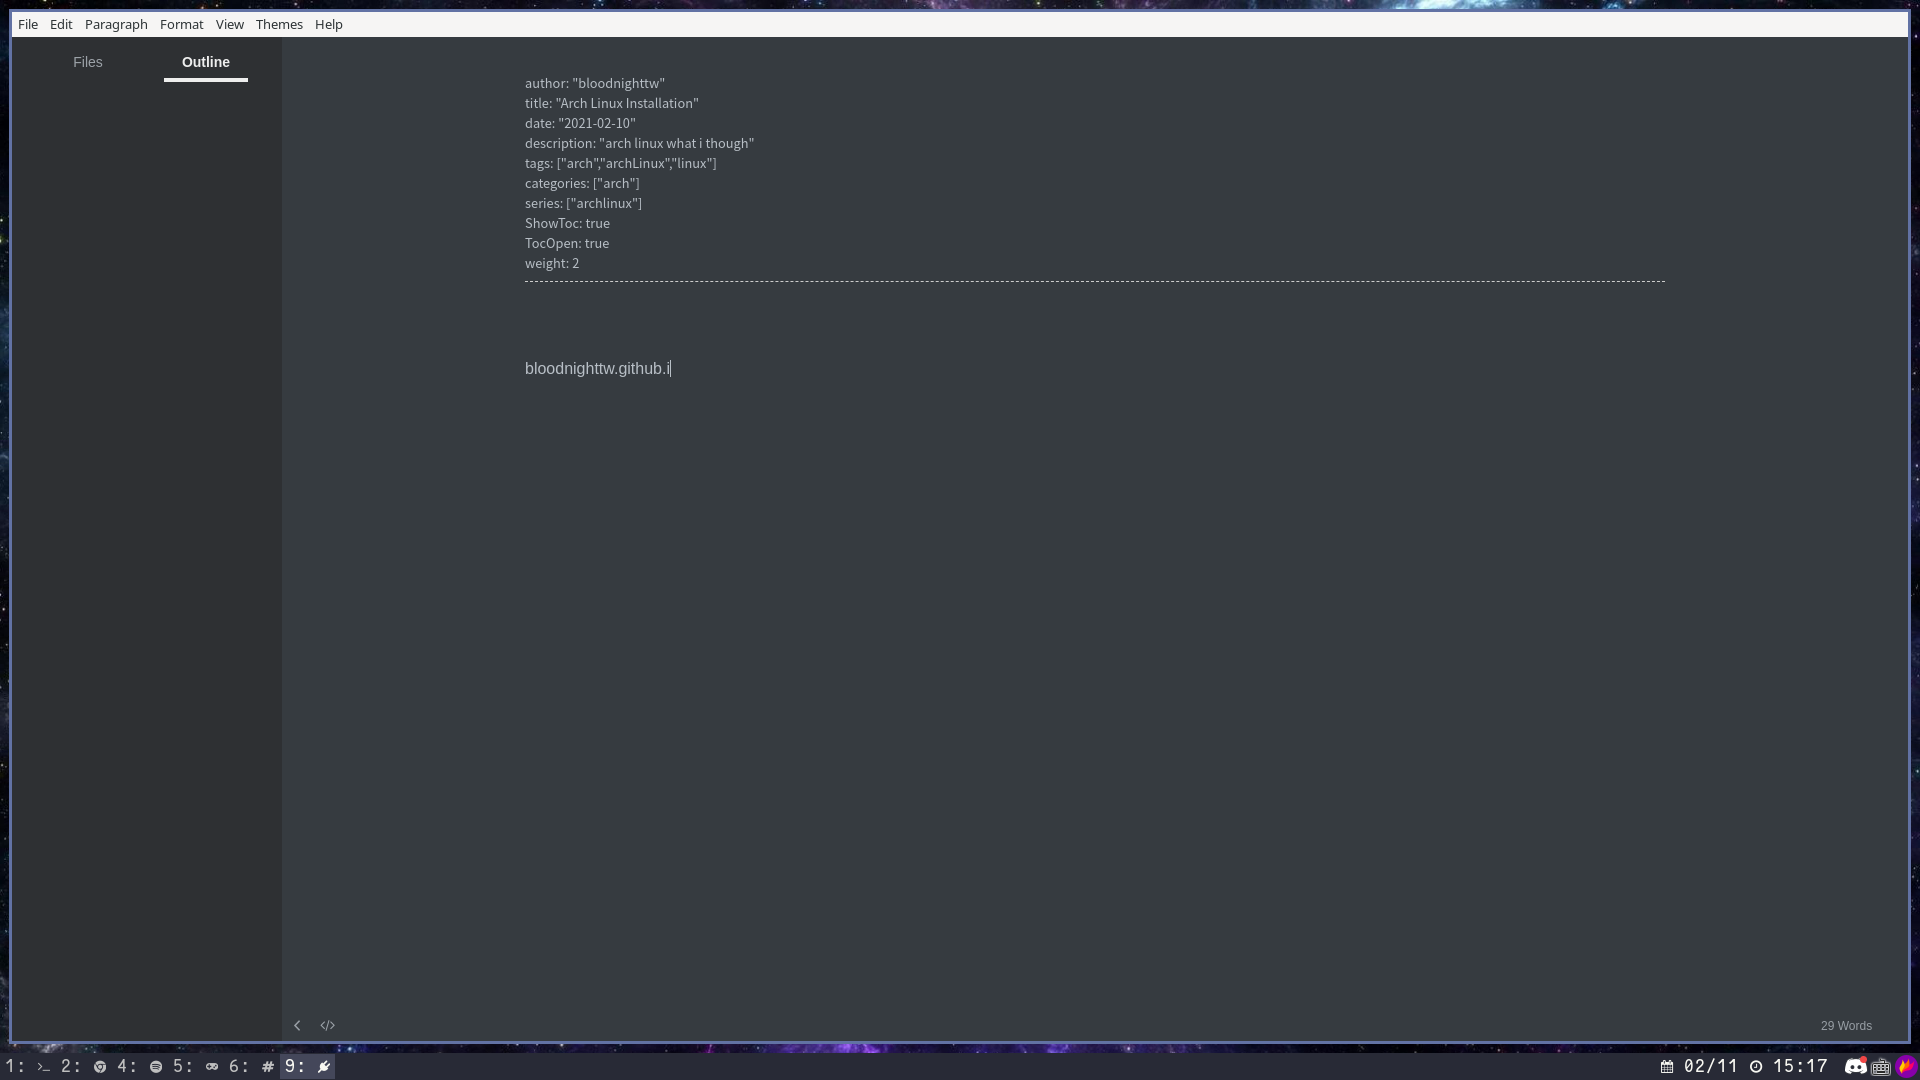 File Edit Paragraph Format View Themes Help
Files Outline
author: "bloodnighttw"
title: "Arch Linux Installation"
date: "2021-02-10"
description: "arch linux what i though"
tags: ["arch","archLinux","linux"]
categories: ["arch"]
series: ["archlinux"]
ShowToc: true
TocOpen: true
weight: 2
bloodnighttw.github.i
</> 29 Words
1: >_ 2: 4: 5: 6: # 9: 02/11 15:17